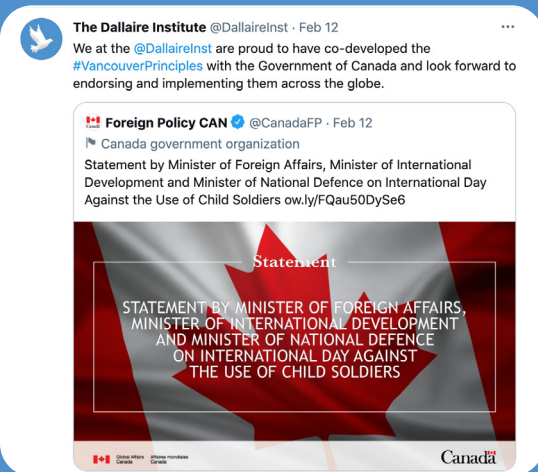 The Dallaire Institute @DallaireInst · Feb 12
We at the @DallaireInst are proud to have co-developed the
#VancouverPrinciples with the Government of Canada and look forward to
endorsing and implementing them across the globe.
Foreign Policy CAN @CanadaFP · Feb 12
Canada government organization
Statement by Minister of Foreign Affairs, Minister of International
Development and Minister of National Defence on International Day
Against the Use of Child Soldiers ow.ly/FQau50DySe6
Statement
STATEMENT BY MINISTER OF FOREIGN AFFAIRS,
MINISTER OF INTERNATIONAL DEVELOPMENT
AND MINISTER OF NATIONAL DEFENCE
ON INTERNATIONAL DAY AGAINST
THE USE OF CHILD SOLDIERS
Global Affairs Affaires mondiales
Canada Canada
Canada